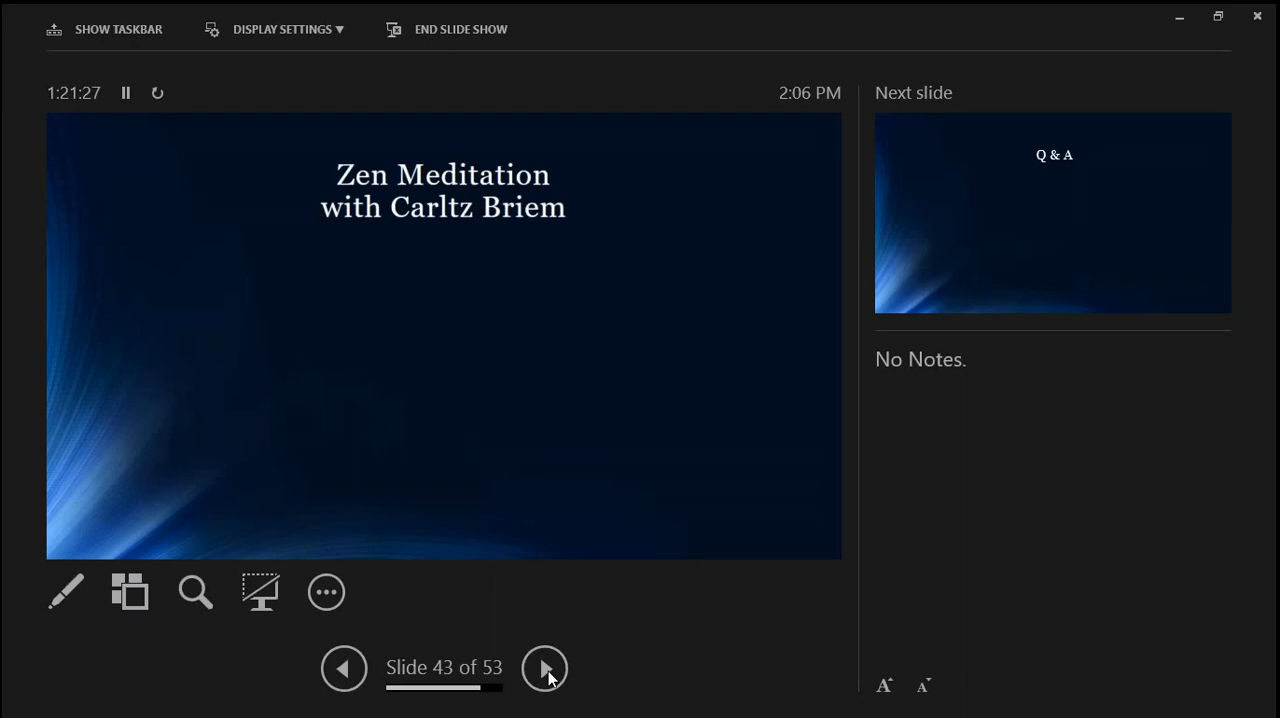 SHOW TASKBAR
DISPLAY SETTINGS ▼
END SLIDE SHOW
1:21:27
2:06 PM
Next slide
Zen Meditation
with Carltz Briem
Q & A
No Notes.
Slide 43 of 53
A
A